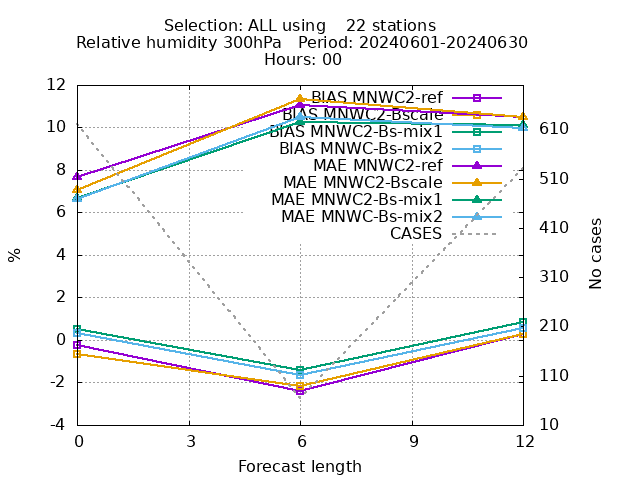 Selection: ALL using    22 stations
Relative humidity 300hPa   Period: 20240601-20240630
Hours: 00
BIAS MNWC2-ref
BIAS MNWC2-Bscale
BIAS MNWC2-Bs-mix1
BIAS MNWC-Bs-mix2
MAE MNWC2-ref
MAE MNWC2-Bscale
MAE MNWC2-Bs-mix1
MAE MNWC-Bs-mix2
CASES
12
10
8
6
4
2
0
-2
-4
%
610
510
410
310
210
110
10
No cases
0 3 6 9 12
Forecast length